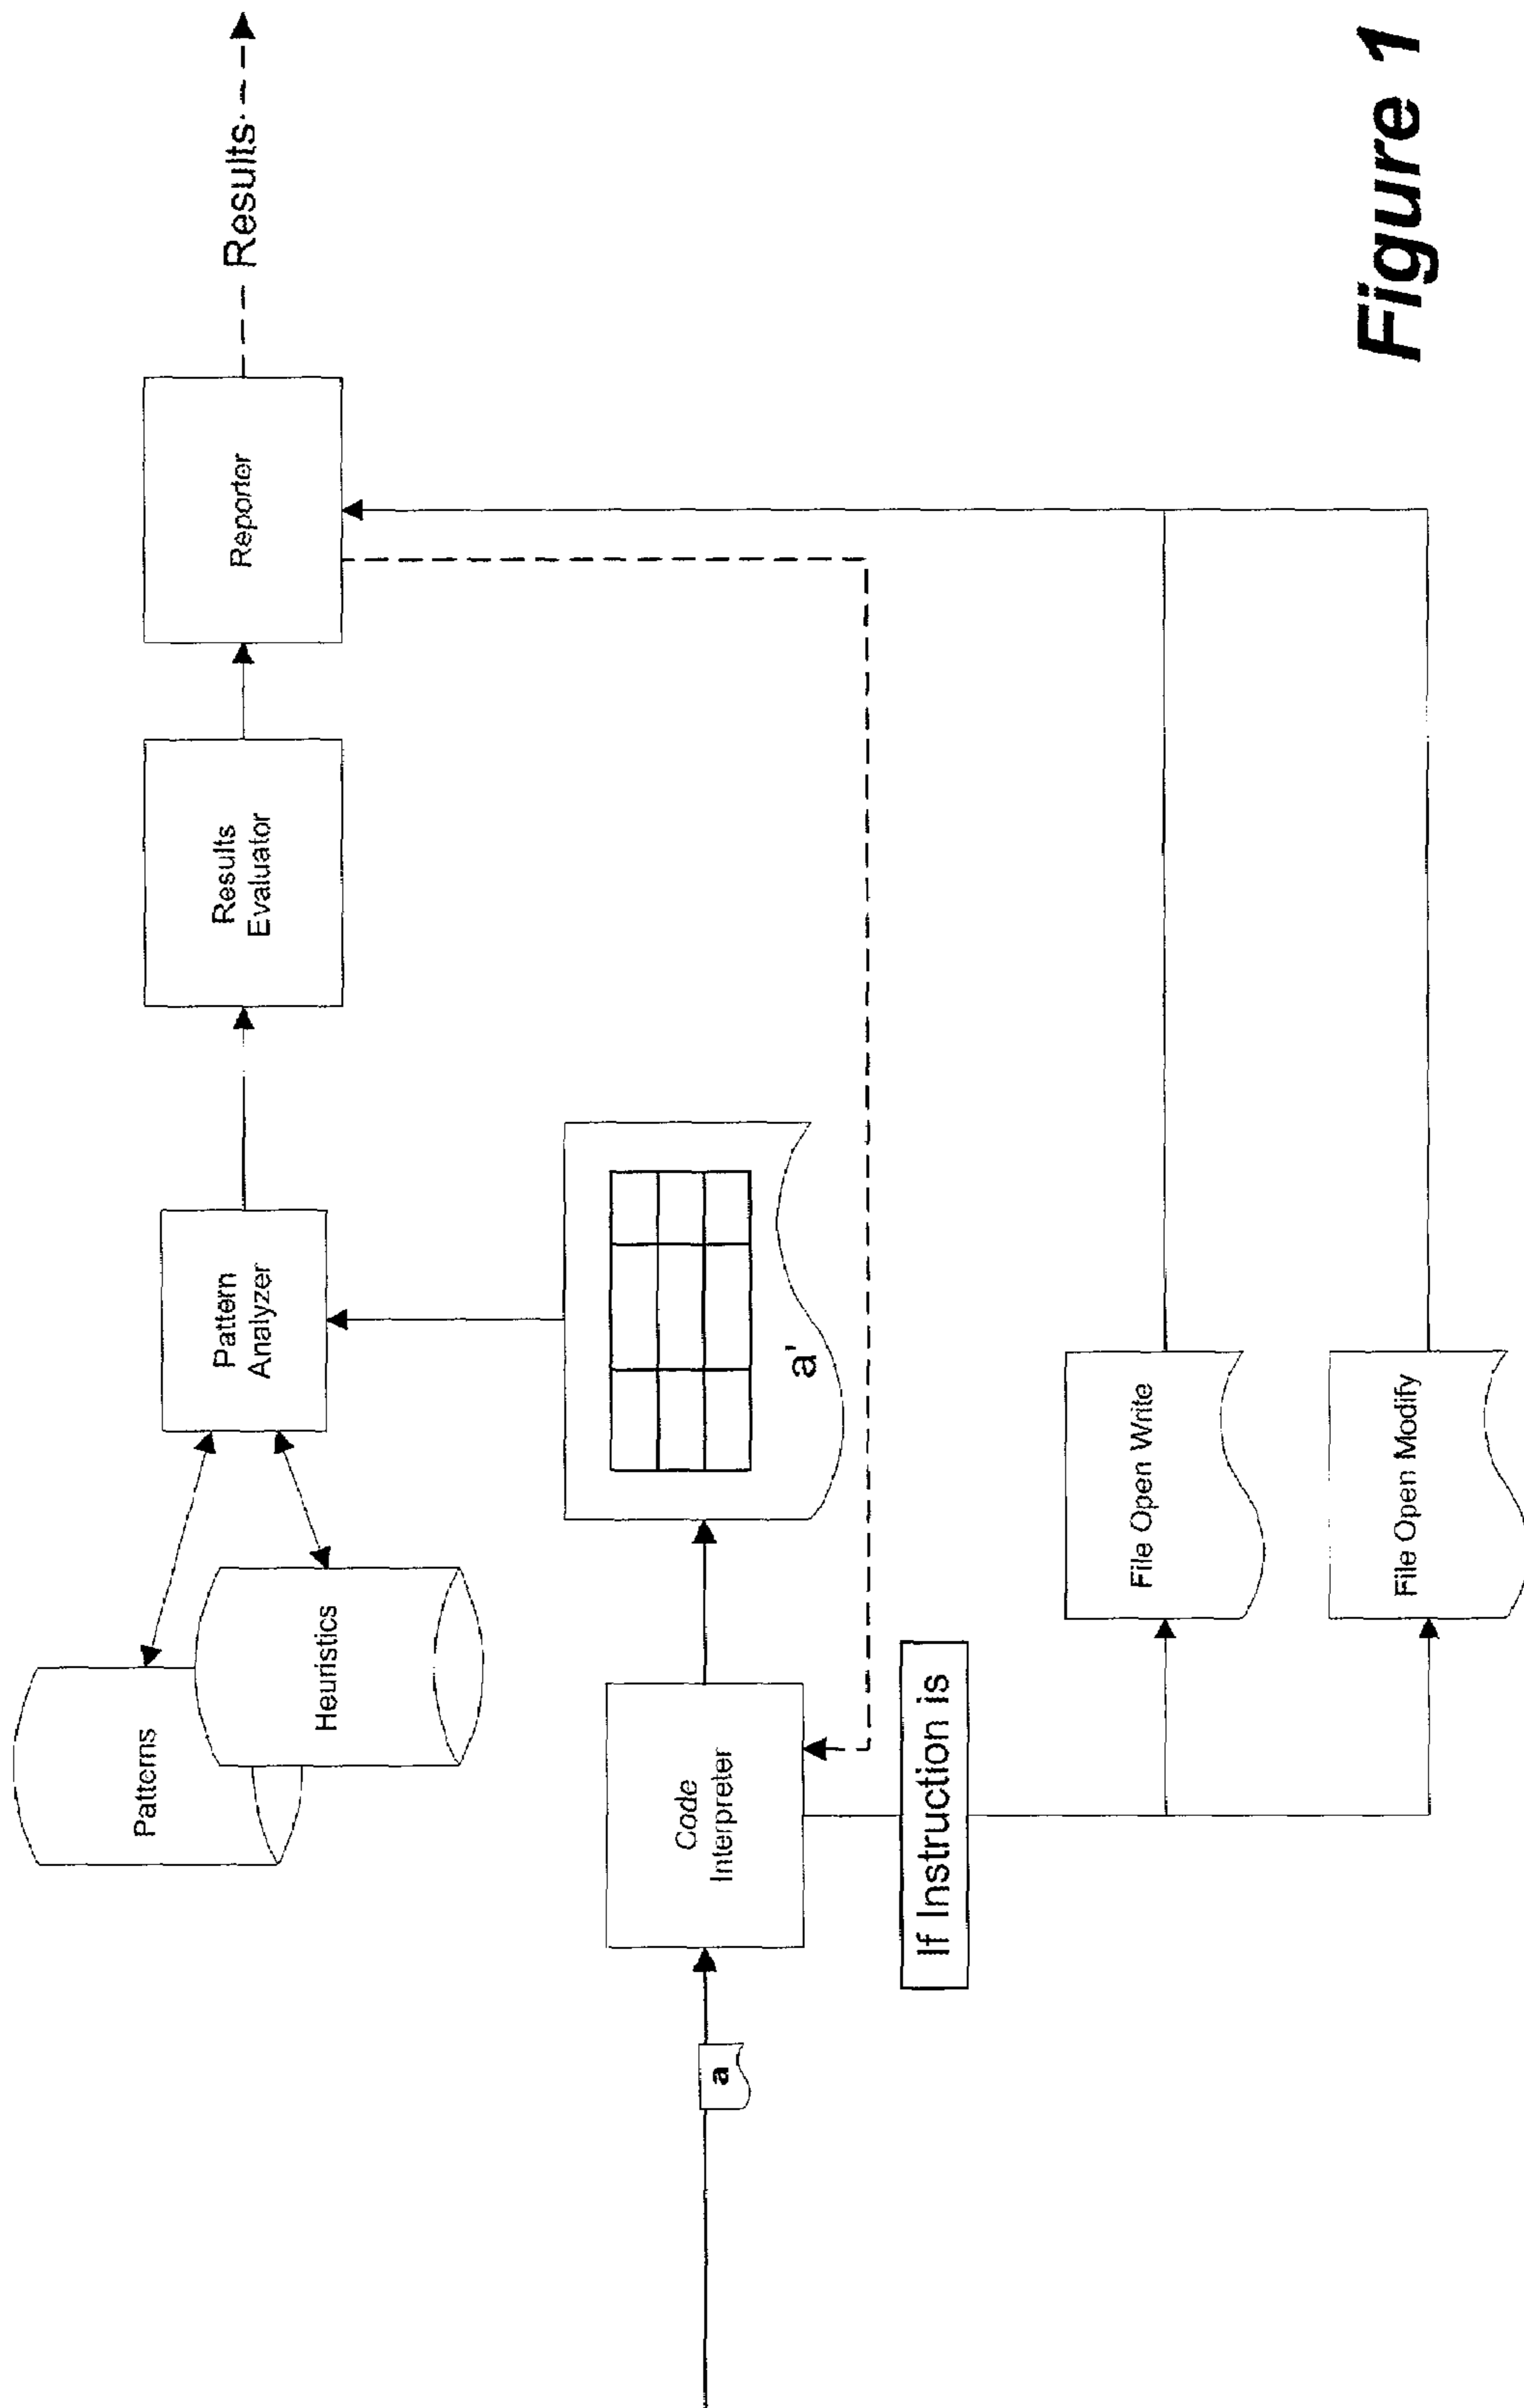 Patterns
Heuristics
Pattern
Analyzer
Results
Evaluator
Reporter
Results
a
Code
Interpreter
a'
If Instruction is
File Open Write
File Open Modify
Figure 1